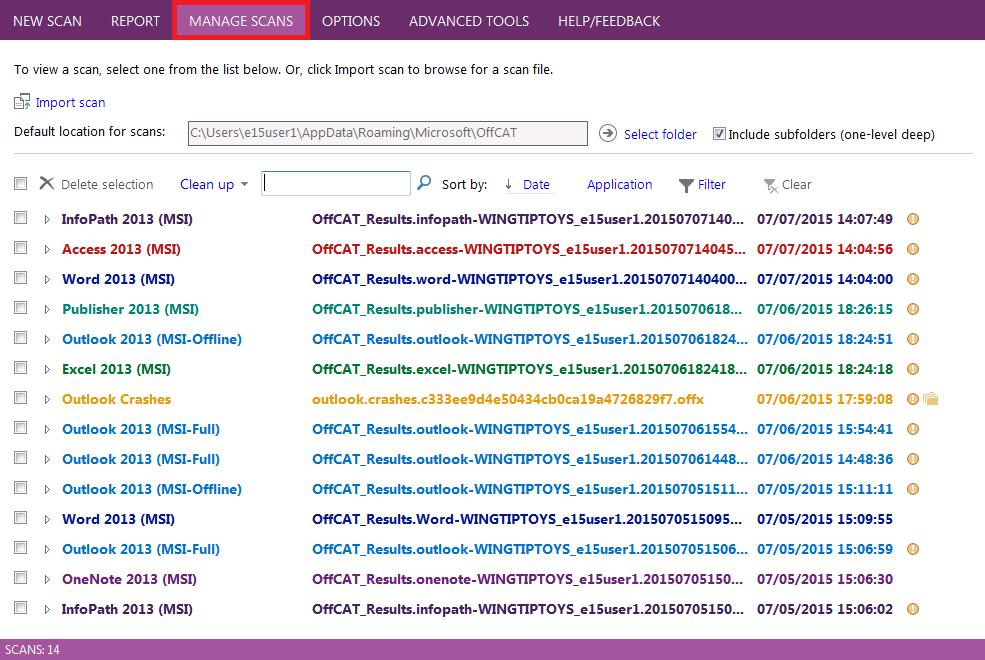 NEW SCAN REPORT MANAGE SCANS OPTIONS ADVANCED TOOLS HELP/FEEDBACK
To view a scan, select one from the list below. Or, click Import scan to browse for a scan file.
Import scan
Default location for scans: C:\Users\e15user1\AppData\Roaming\Microsoft\OffCAT Select folder Include subfolders (one-level deep)
Delete selection Clean up Sort by: ↓ Date Application Filter Clear
InfoPath 2013 (MSI) OffCAT_Results.infopath-WINGTIPTOYS_e15user1.20150707140... 07/07/2015 14:07:49
Access 2013 (MSI) OffCAT_Results.access-WINGTIPTOYS_e15user1.2015070714045... 07/07/2015 14:04:56
Word 2013 (MSI) OffCAT_Results.word-WINGTIPTOYS_e15user1.20150707140400... 07/07/2015 14:04:00
Publisher 2013 (MSI) OffCAT_Results.publisher-WINGTIPTOYS_e15user1.2015070618... 07/06/2015 18:26:15
Outlook 2013 (MSI-Offline) OffCAT_Results.outlook-WINGTIPTOYS_e15user1.201507061824... 07/06/2015 18:24:51
Excel 2013 (MSI) OffCAT_Results.excel-WINGTIPTOYS_e15user1.20150706182418... 07/06/2015 18:24:18
Outlook Crashes outlook.crashes.c333ee9d4e50434cb0ca19a4726829f7.offx 07/06/2015 17:59:08
Outlook 2013 (MSI-Full) OffCAT_Results.outlook-WINGTIPTOYS_e15user1.201507061554... 07/06/2015 15:54:41
Outlook 2013 (MSI-Full) OffCAT_Results.outlook-WINGTIPTOYS_e15user1.201507061448... 07/06/2015 14:48:36
Outlook 2013 (MSI-Offline) OffCAT_Results.outlook-WINGTIPTOYS_e15user1.201507051511... 07/05/2015 15:11:11
Word 2013 (MSI) OffCAT_Results.Word-WINGTIPTOYS_e15user1.2015070515095... 07/05/2015 15:09:55
Outlook 2013 (MSI-Full) OffCAT_Results.outlook-WINGTIPTOYS_e15user1.201507051506... 07/05/2015 15:06:59
OneNote 2013 (MSI) OffCAT_Results.onenote-WINGTIPTOYS_e15user1.20150705150... 07/05/2015 15:06:30
InfoPath 2013 (MSI) OffCAT_Results.infopath-WINGTIPTOYS_e15user1.20150705150... 07/05/2015 15:06:02
SCANS: 14